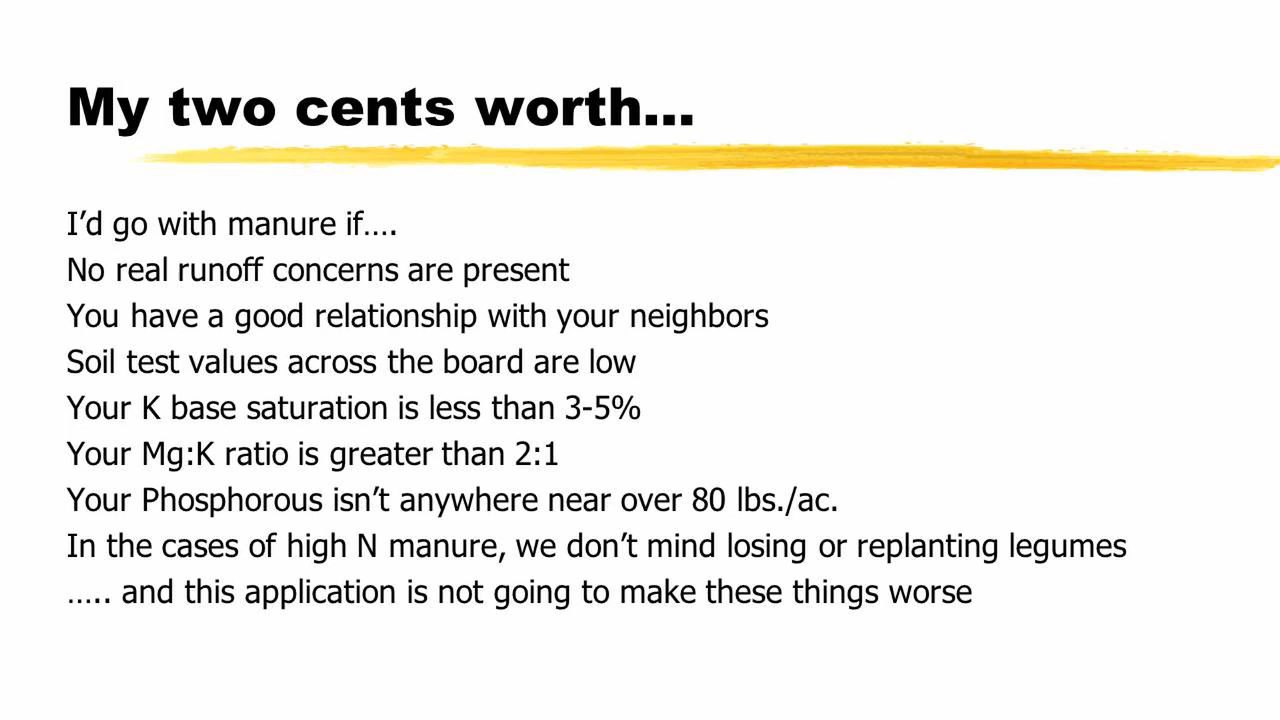 My two cents worth...
I’d go with manure if….
No real runoff concerns are present
You have a good relationship with your neighbors
Soil test values across the board are low
Your K base saturation is less than 3-5%
Your Mg:K ratio is greater than 2:1
Your Phosphorous isn’t anywhere near over 80 lbs./ac.
In the cases of high N manure, we don’t mind losing or replanting legumes
….. and this application is not going to make these things worse